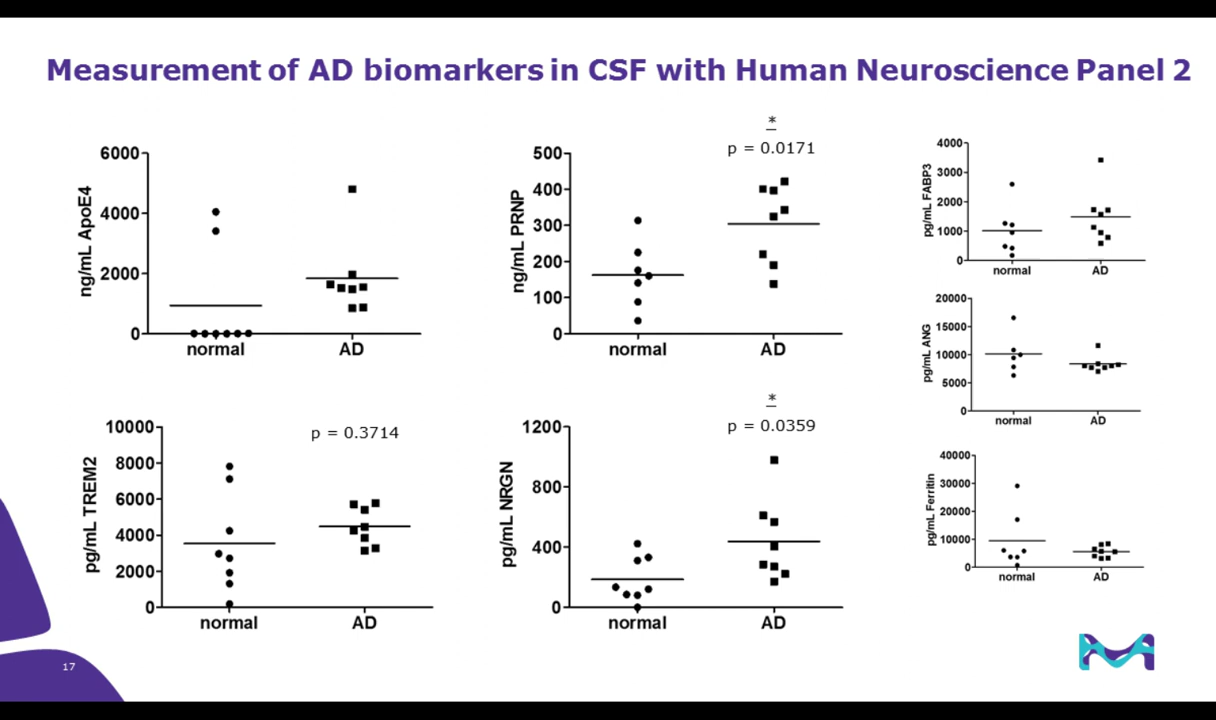 Measurement of AD biomarkers in CSF with Human Neuroscience Panel 2
ng/mL ApoE4
6000
4000
2000
0
normal
AD
*
p = 0.0171
ng/mL PRNP
500
400
300
200
100
0
normal
AD
pg/mL FABP3
4000
3000
2000
1000
0
normal
AD
pg/mL ANG
20000
15000
10000
5000
0
normal
AD
p = 0.3714
pg/mL TREM2
10000
8000
6000
4000
2000
0
normal
AD
*
p = 0.0359
pg/mL NRGN
1200
800
400
0
normal
AD
pg/mL Ferritin
40000
30000
20000
10000
0
normal
AD
17